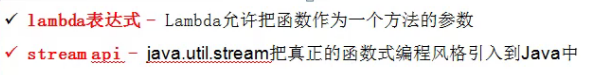 ✓ lambda表达式 – Lambda允许把函数作为一个方法的参数
✓ stream api – java.util.stream把真正的函数式编程风格引入到Java中